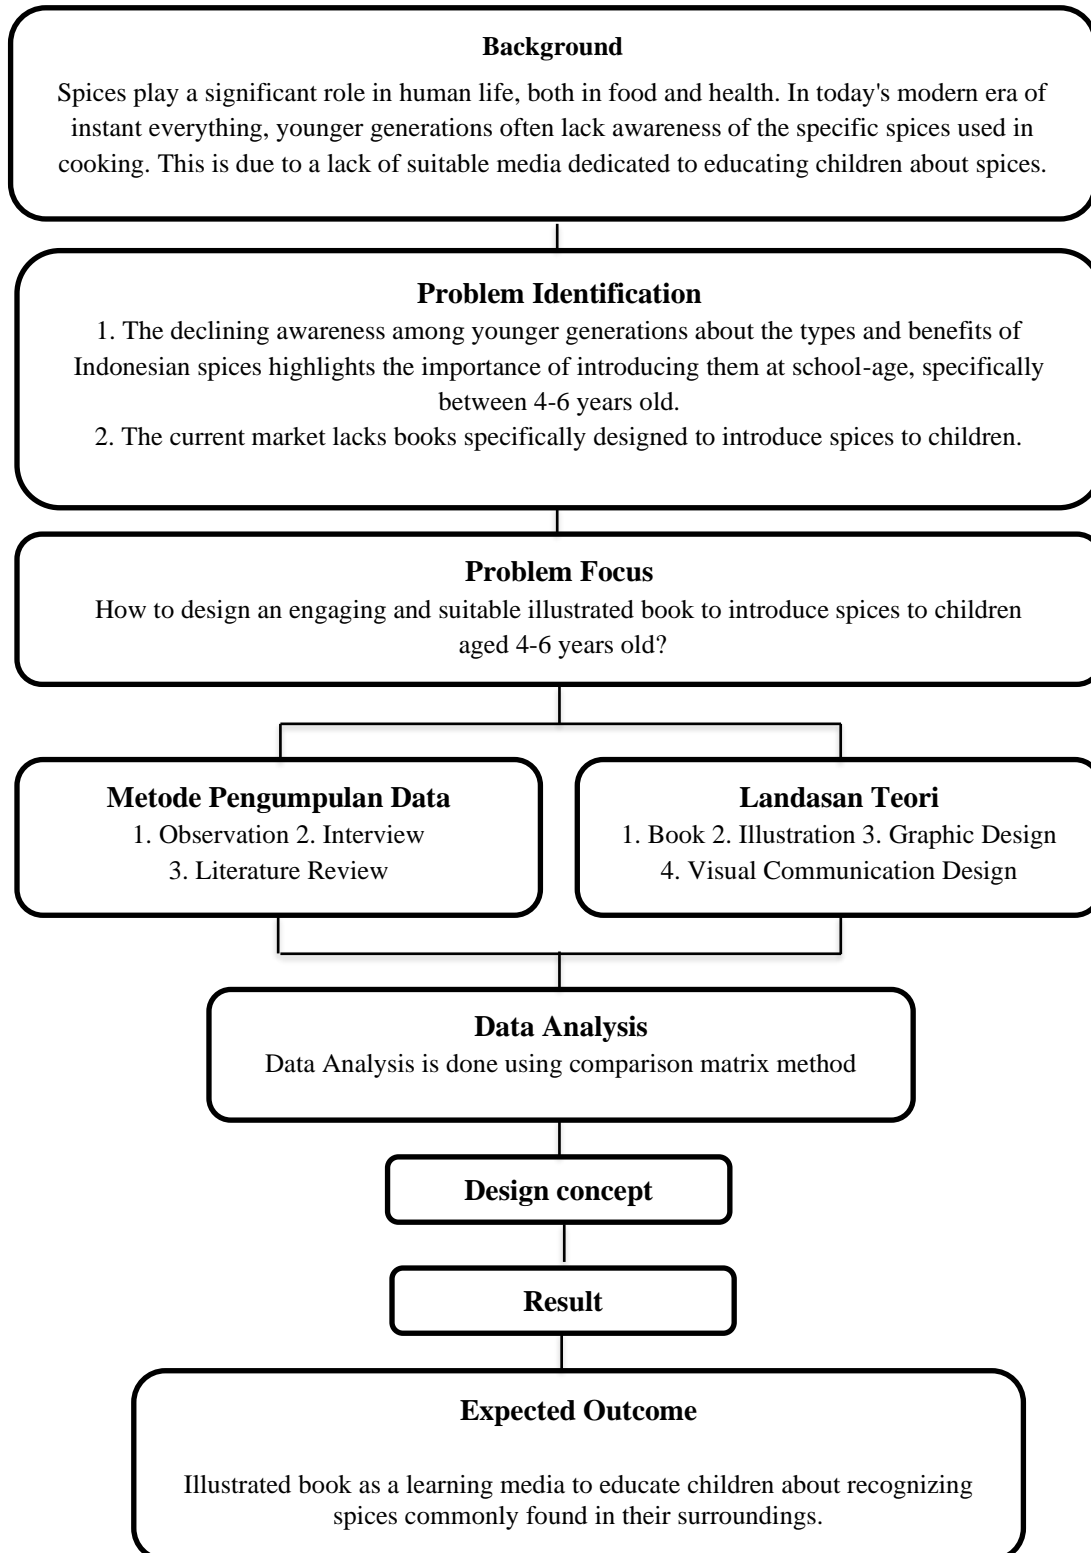 Background
Spices play a significant role in human life, both in food and health. In today's modern era of
instant everything, younger generations often lack awareness of the specific spices used in
cooking. This is due to a lack of suitable media dedicated to educating children about spices.
Problem Identification
1. The declining awareness among younger generations about the types and benefits of
Indonesian spices highlights the importance of introducing them at school-age, specifically
between 4-6 years old.
2. The current market lacks books specifically designed to introduce spices to children.
Problem Focus
How to design an engaging and suitable illustrated book to introduce spices to children
aged 4-6 years old?
Metode Pengumpulan Data
1. Observation 2. Interview
3. Literature Review
Landasan Teori
1. Book 2. Illustration 3. Graphic Design
4. Visual Communication Design
Data Analysis
Data Analysis is done using comparison matrix method
Design concept
Result
Expected Outcome
Illustrated book as a learning media to educate children about recognizing
spices commonly found in their surroundings.